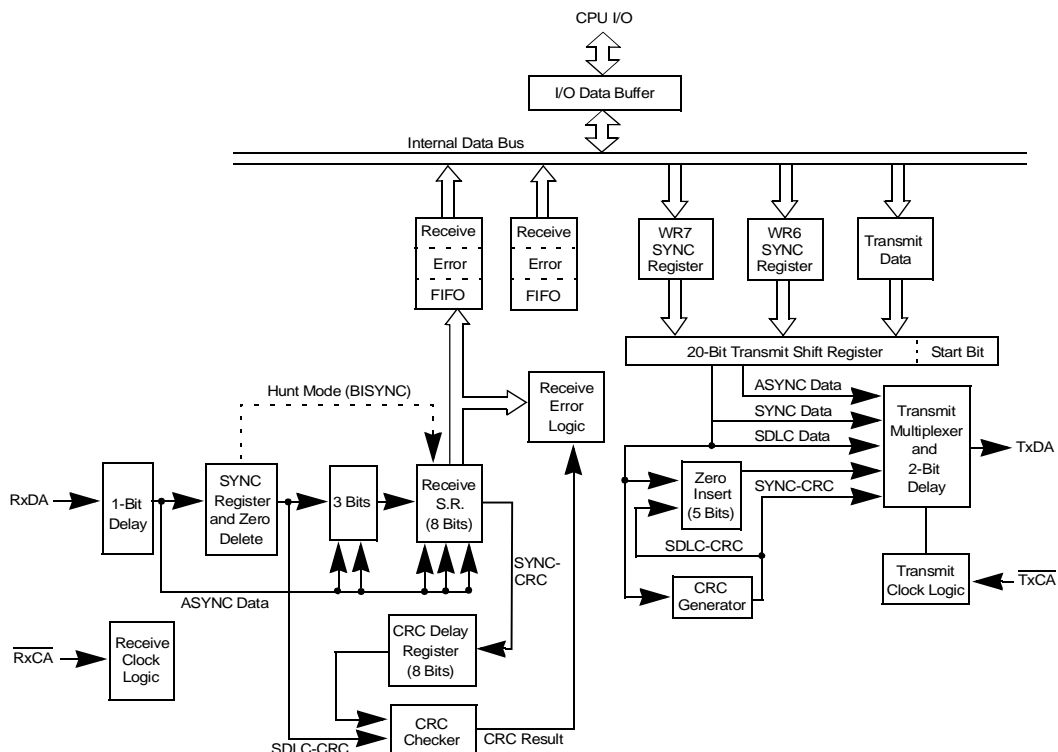 CPU I/O
I/O Data Buffer
Internal Data Bus
Receive
Error
FIFO
Receive
Error
FIFO
WR7
SYNC
Register
WR6
SYNC
Register
Transmit
Data
20-Bit Transmit Shift Register
Start Bit
Hunt Mode (BISYNC)
Receive
Error
Logic
ASYNC Data
SYNC Data
SDLC Data
Transmit
Multiplexer
and
2-Bit
Delay
TxDA
RxDA
1-Bit
Delay
SYNC
Register
and Zero
Delete
3 Bits
Receive
S.R.
(8 Bits)
Zero
Insert
(5 Bits)
SYNC-CRC
SDLC-CRC
SYNC-
CRC
ASYNC Data
CRC
Generator
Transmit
Clock Logic
TxCA
RxCA
Receive
Clock
Logic
CRC Delay
Register
(8 Bits)
CRC
Checker
SDLC-CRC
CRC Result